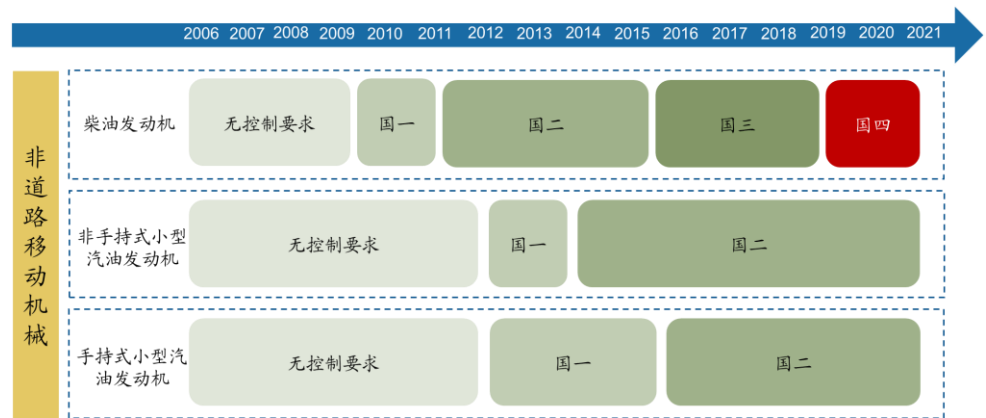 2006 2007 2008 2009 2010 2011 2012 2013 2014 2015 2016 2017 2018 2019 2020 2021
非道路移动机械
柴油发动机
无控制要求
国一
国二
国三
国四
非手持式小型
汽油发动机
无控制要求
国一
国二
手持式小型汽
油发动机
无控制要求
国一
国二